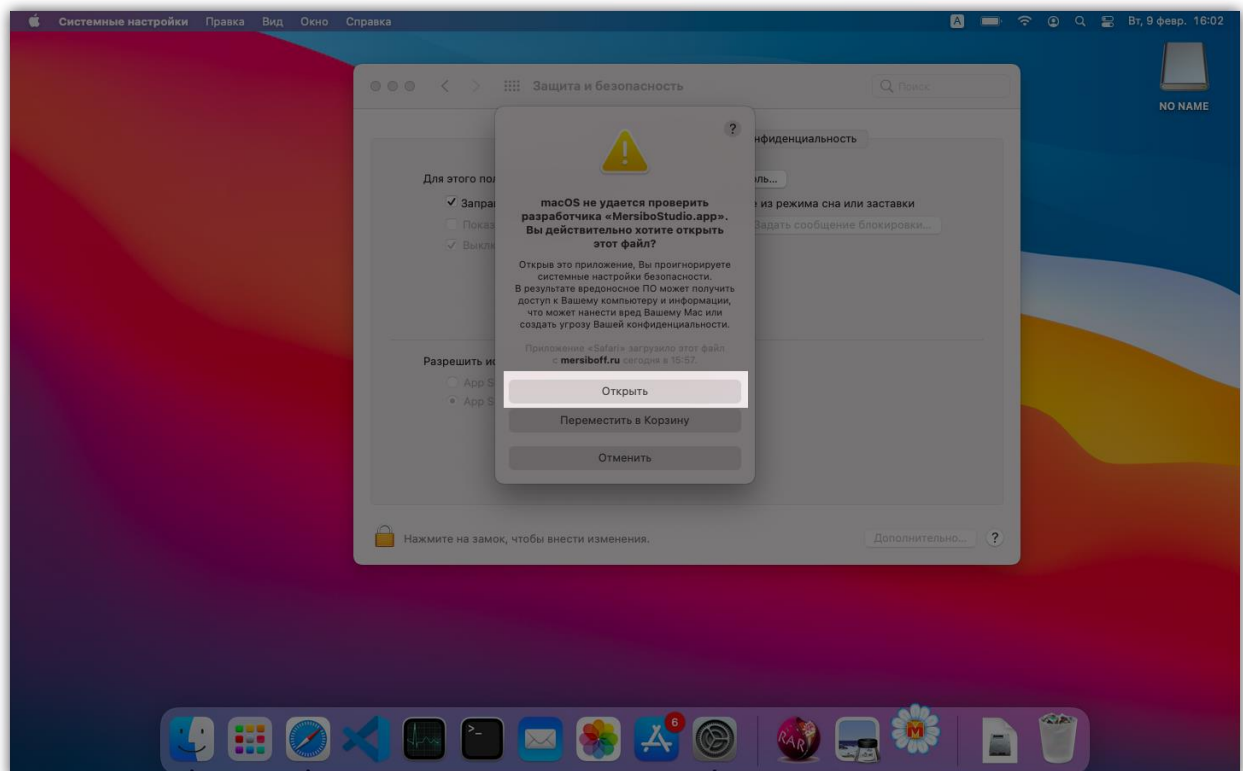 Системные настройки Правка Вид Окно Справка
A
Вт, 9 февр. 16:02
NO NAME
Защита и безопасность
Поиск
нфиденциальность
?
Для этого пол
оль...
Запра
из режима сна или заставки
Показ
Задать сообщение блокировки...
Выклю
macOS не удается проверить
разработчика «MersiboStudio.app».
Вы действительно хотите открыть
этот файл?
Открыв это приложение, Вы проигнорируете
системные настройки безопасности.
В результате вредоносное ПО может получить
доступ к Вашему компьютеру и информации,
что может нанести вред Вашему Mac или
создать угрозу Вашей конфиденциальности.
Приложение «Safari» загрузило этот файл
с mersiboff.ru сегодня в 15:57.
Разрешить ис
App S
App S
Открыть
Переместить в Корзину
Отменить
Нажмите на замок, чтобы внести изменения.
Дополнительно...
?
6
RAR
M